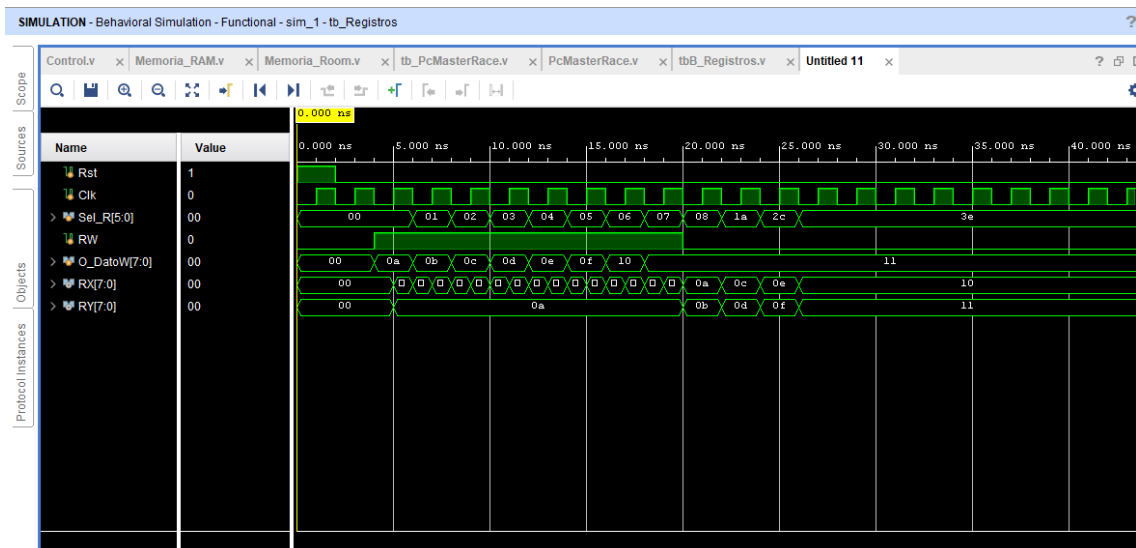 SIMULATION - Behavioral Simulation - Functional - sim_1 - tb_Registros ?
Control.v x Memoria_RAM.v x Memoria_Room.v x tb_PcMasterRace.v x PcMasterRace.v x tbB_Registros.v x Untitled 11 x ?
Scope
Sources
Objects
Protocol Instances
0.000 ns
Name Value 0.000 ns 5.000 ns 10.000 ns 15.000 ns 20.000 ns 25.000 ns 30.000 ns 35.000 ns 40.000 ns
Rst 1
Clk 0
> Sel_R[5:0] 00 00 01 02 03 04 05 06 07 08 1a 2c 3e
RW 0
> O_DatoW[7:0] 00 00 0a 0b 0c 0d 0e 0f 10 11
> RX[7:0] 00 00 0a 0c 0e 10
> RY[7:0] 00 00 0a 0b 0d 0f 11